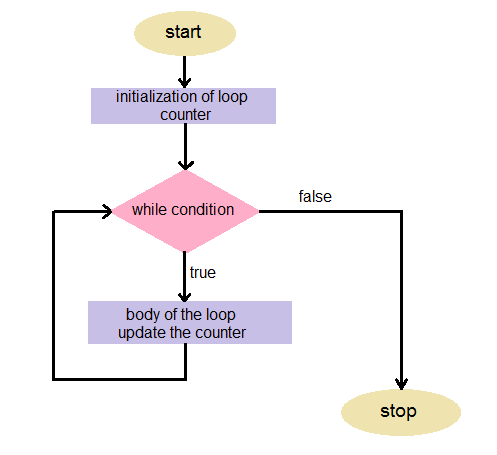 start
initialization of loop
counter
while condition
false
true
body of the loop
update the counter
stop